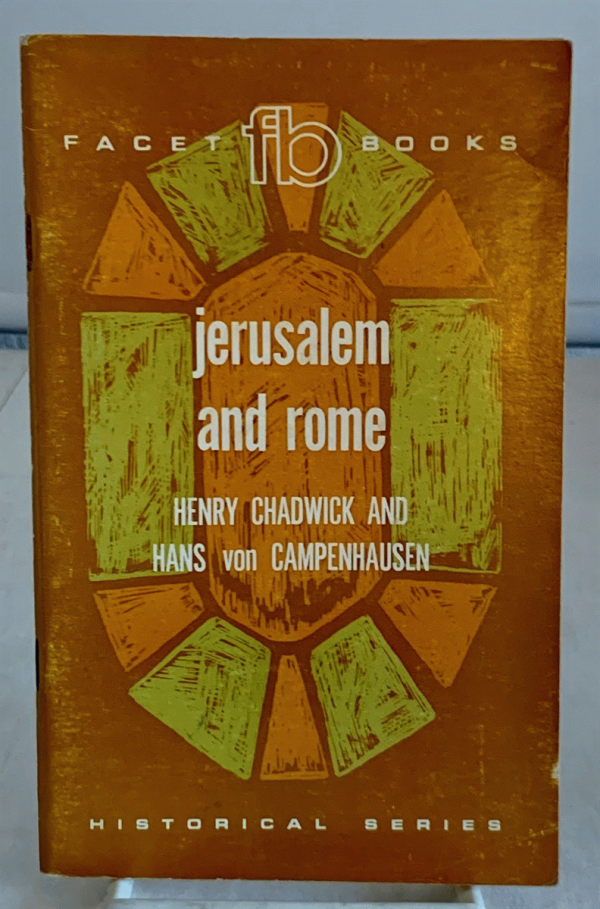 FACET fb BOOKS
jerusalem
and rome
HENRY CHADWICK AND
HANS von CAMPENHAUSEN
HISTORICAL SERIES